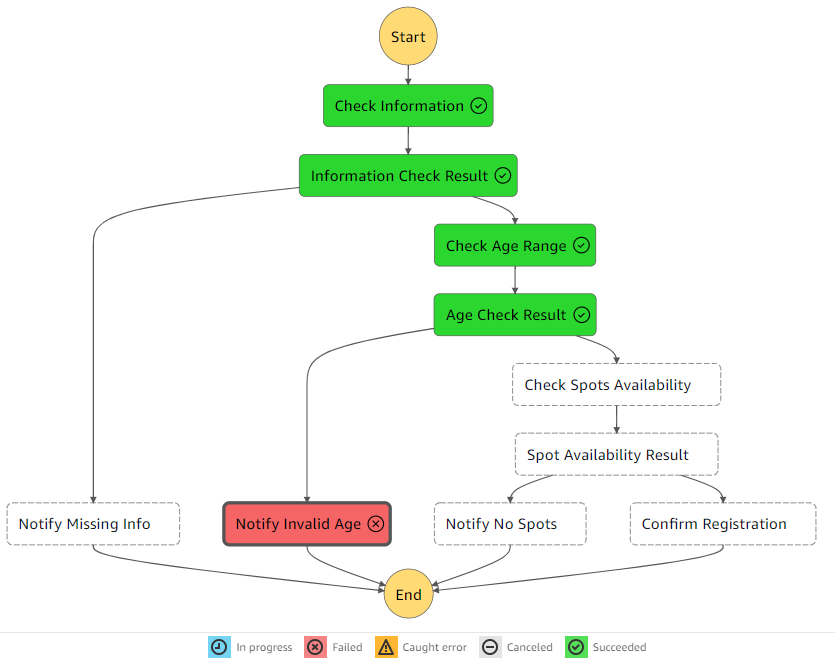 Start
Check Information
Information Check Result
Check Age Range
Age Check Result
Check Spots Availability
Spot Availability Result
Notify Missing Info
Notify Invalid Age
Notify No Spots
Confirm Registration
End
In progress
Failed
Caught error
Canceled
Succeeded